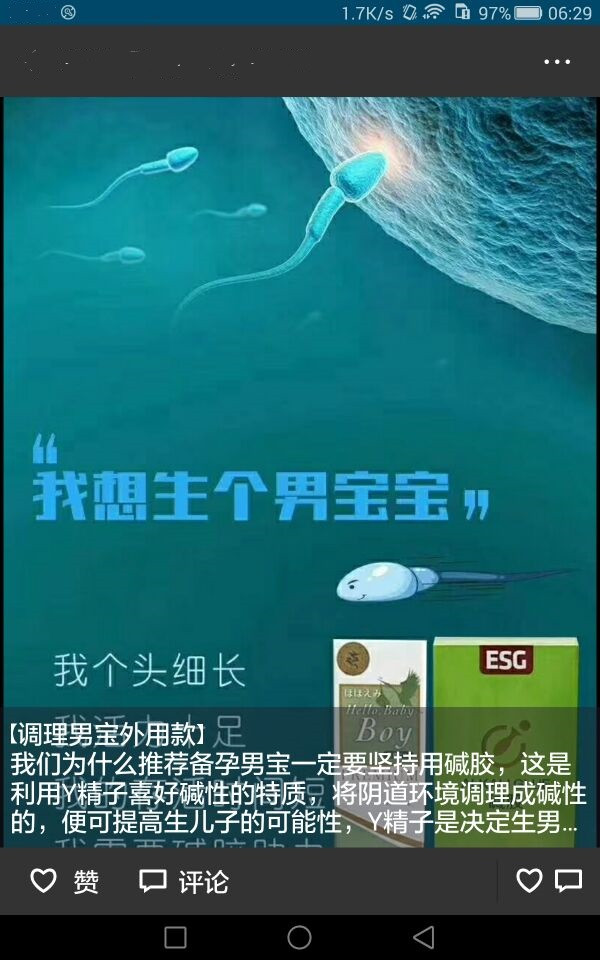 1.7K/s 97% 06:29
“我想生个男宝宝”
我个头细长
ESG
ほほえみ
Hello,Baby
Boy
【调理男宝外用款】
我们为什么推荐备孕男宝一定要坚持用碱胶，这是
利用Y精子喜好碱性的特质，将阴道环境调理成碱性
的，便可提高生儿子的可能性，Y精子是决定生男...
赞 评论